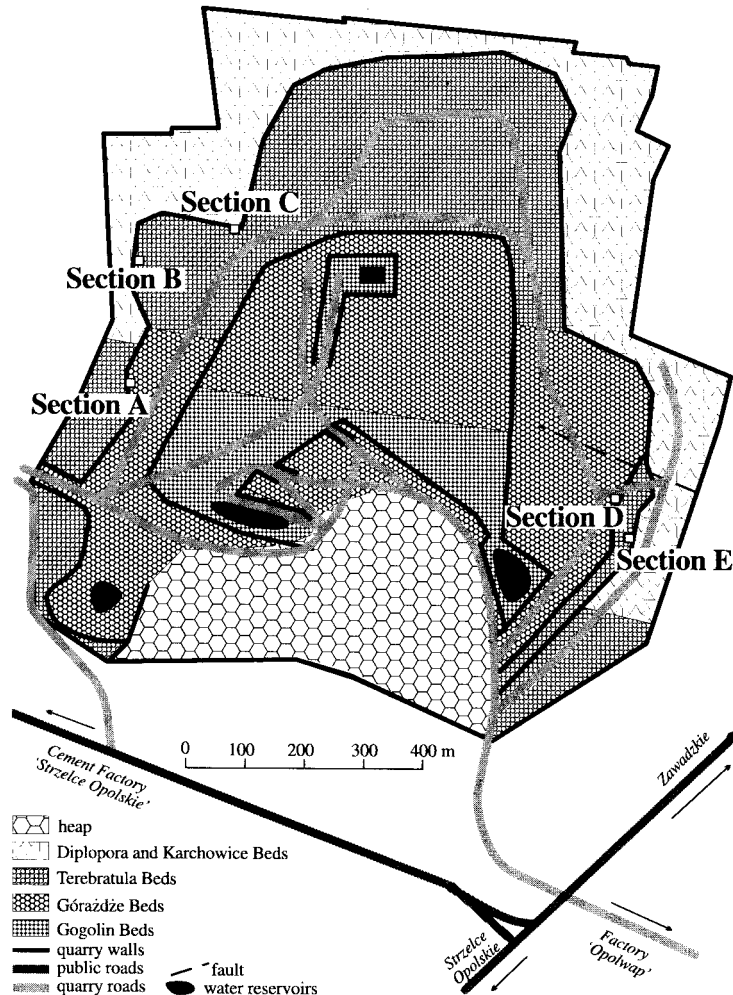 Section C
Section B
Section A
Section D
Section E
0 100 200 300 400 m
Cement Factory
'Strzelce Opolskie'
Zawadzkie
Strzelce
Opolskie
Factory
'Opolwap'
heap
Diplopora and Karchowice Beds
Terebratula Beds
Górażdże Beds
Gogolin Beds
quarry walls
public roads
quarry roads
fault
water reservoirs